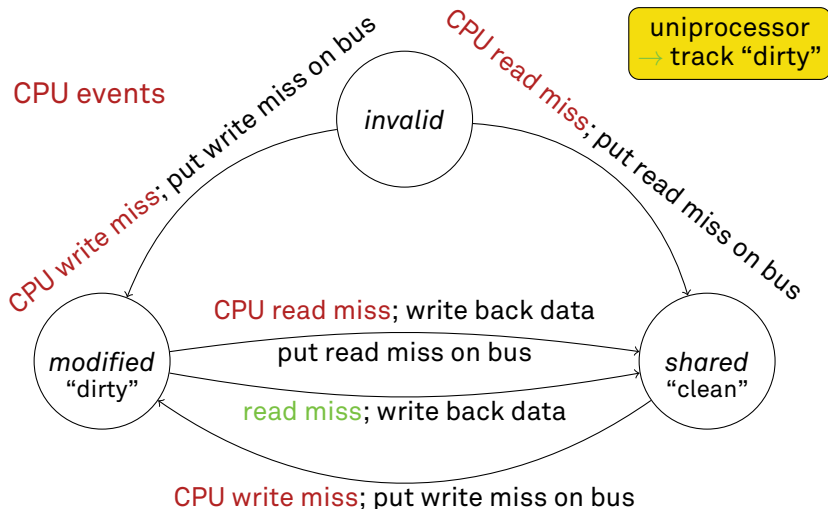 uniprocessor
→ track “dirty”
CPU events
CPU write miss; put write miss on bus
CPU read miss; put read miss on bus
invalid
CPU read miss; write back data
put read miss on bus
modified
“dirty”
shared
“clean”
read miss; write back data
CPU write miss; put write miss on bus